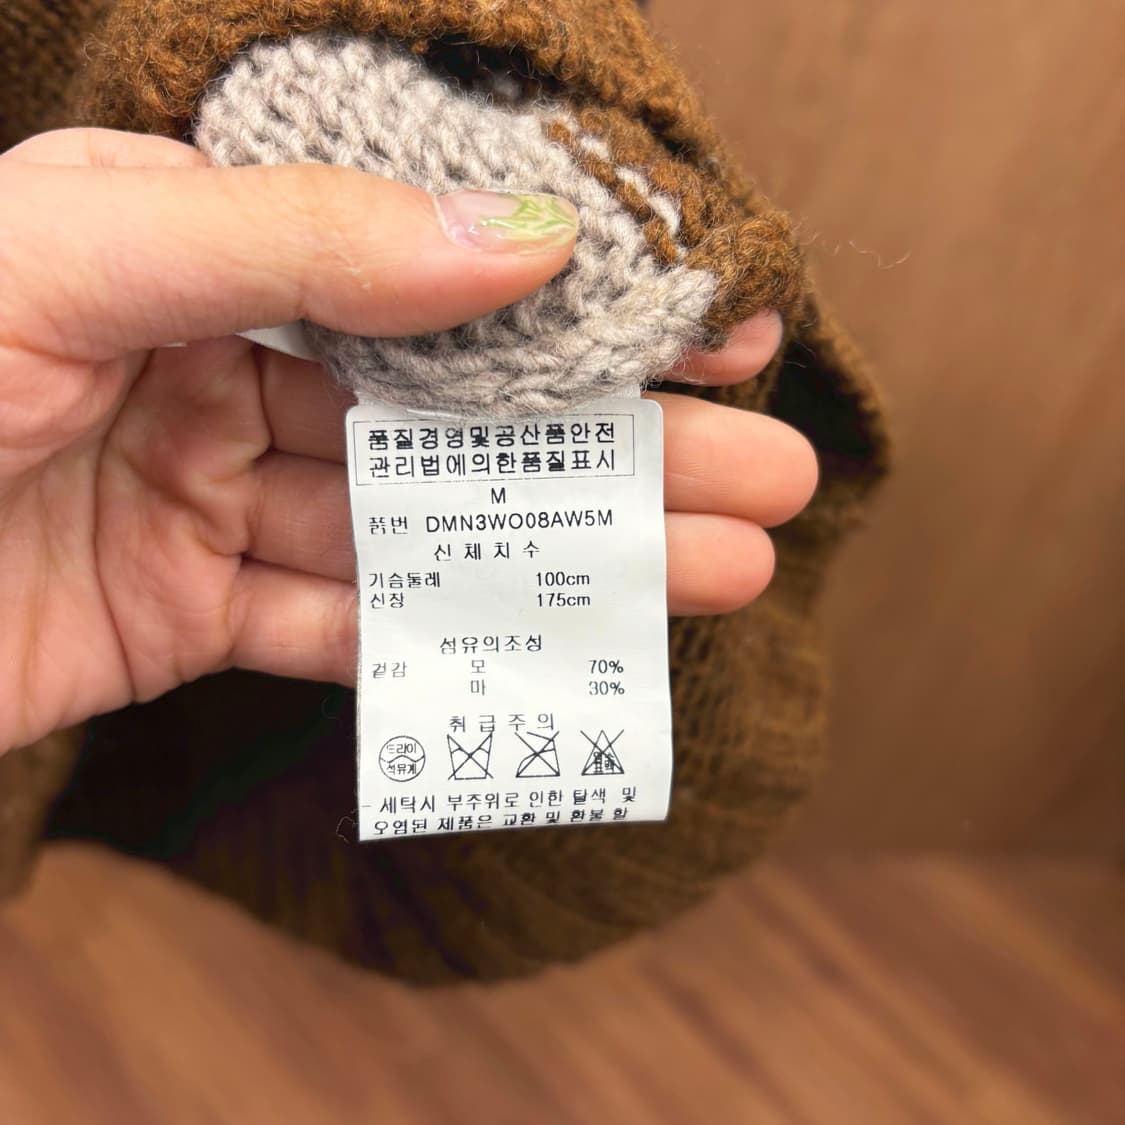 품질경영및공산품안전
관리법에의한품질표시
M
품번 DMN3WO08AW5M
신체치수
가슴둘레 100cm
신장 175cm
섬유의조성
겉감 모 70%
마 30%
취급주의
드라이
석유계
세탁시 부주위로 인한 탈색 및
오염된 제품은 교환 및 환불 할